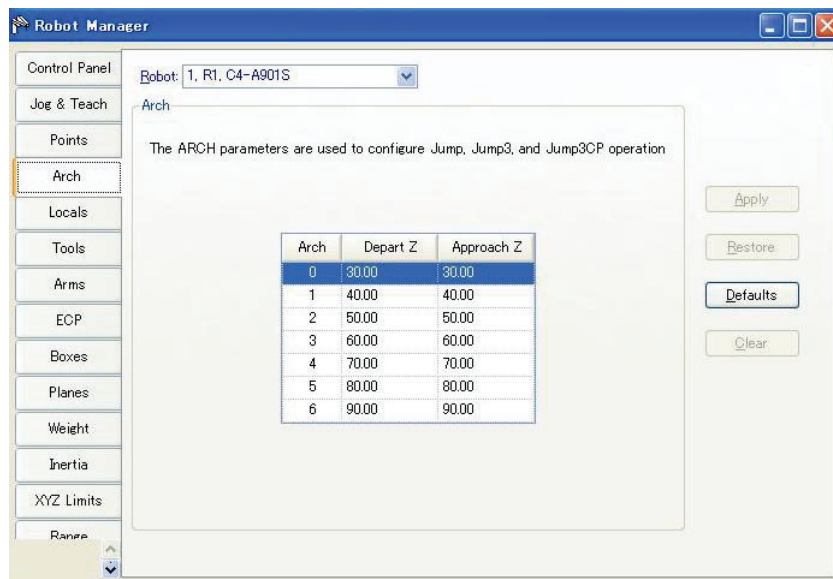 Robot Manager
Control Panel
Jog & Teach
Points
Arch
Locals
Tools
Arms
ECP
Boxes
Planes
Weight
Inertia
XYZ Limits
Range
Robot: 1, R1, C4-A901S
Arch
The ARCH parameters are used to configure Jump, Jump3, and Jump3CP operation
Arch Depart Z Approach Z
0 30.00 30.00
1 40.00 40.00
2 50.00 50.00
3 60.00 60.00
4 70.00 70.00
5 80.00 80.00
6 90.00 90.00
Apply
Restore
Defaults
Clear